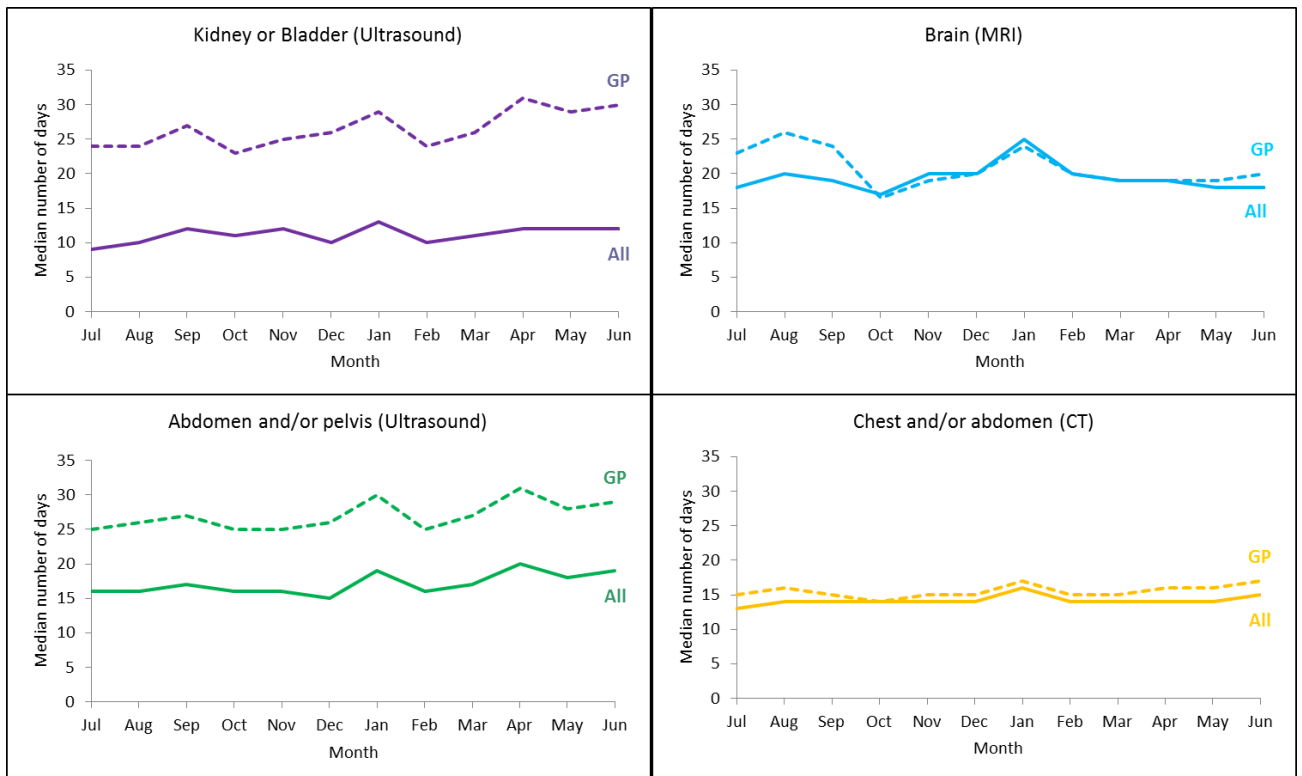 Kidney or Bladder (Ultrasound)
Median number of days
35
30
25
20
15
10
5
0
GP
All
Jul Aug Sep Oct Nov Dec Jan Feb Mar Apr May Jun
Month
Brain (MRI)
Median number of days
35
30
25
20
15
10
5
0
GP
All
Jul Aug Sep Oct Nov Dec Jan Feb Mar Apr May Jun
Month
Abdomen and/or pelvis (Ultrasound)
Median number of days
35
30
25
20
15
10
5
0
GP
All
Jul Aug Sep Oct Nov Dec Jan Feb Mar Apr May Jun
Month
Chest and/or abdomen (CT)
Median number of days
35
30
25
20
15
10
5
0
GP
All
Jul Aug Sep Oct Nov Dec Jan Feb Mar Apr May Jun
Month